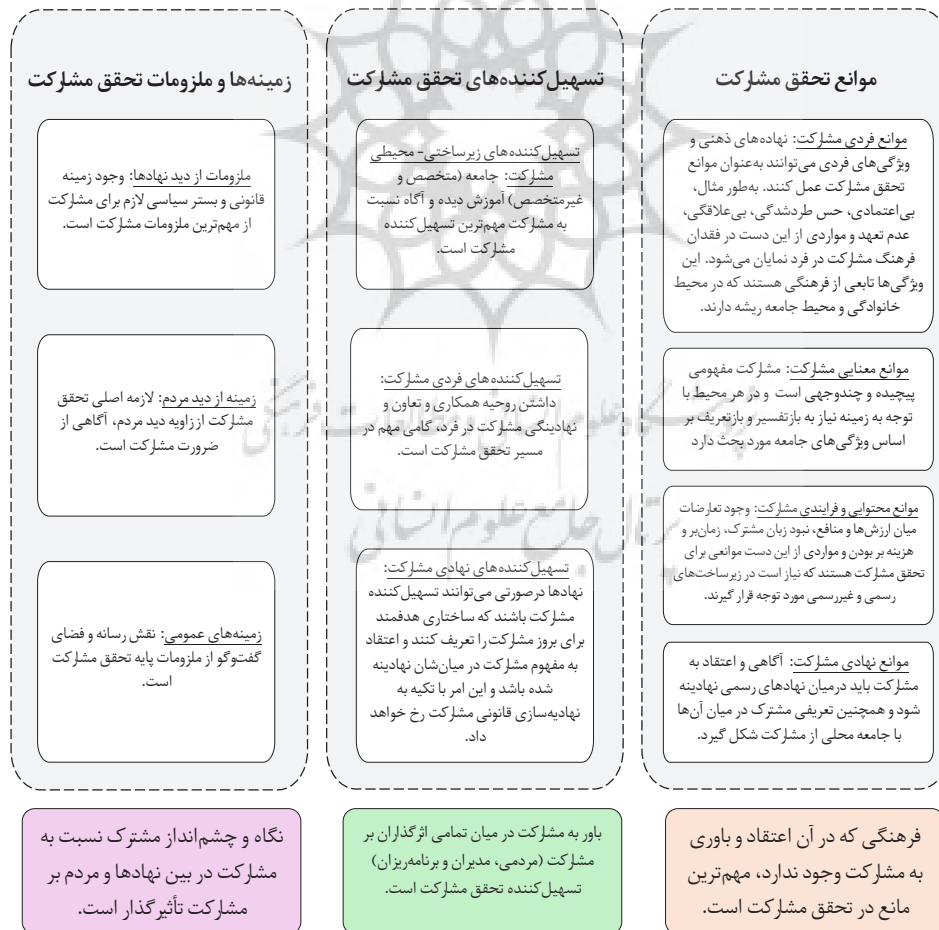 موانع تحقق مشارکت
موانع فردی مشارکت: نهادهای ذهنی و
ویژگی‌های فردی می‌توانند به‌عنوان موانع
تحقق مشارکت عمل کنند. به‌طور مثال،
بی‌اعتمادی، حس طردشدگی، بی‌علاقگی،
عدم تعهد و مواردی از این دست در فقدان
فرهنگ مشارکت در فرد نمایان می‌شود. این
ویژگی‌ها تابعی از فرهنگی هستند که در محیط
خانوادگی و محیط جامعه ریشه دارند.
موانع معنایی مشارکت: مشارکت مفهومی
پیچیده و چندوجهی است و در هر محیط با
توجه به زمینه نیاز به بازتفسیر و بازتعریف بر
اساس ویژگی‌های جامعه مورد بحث دارد
موانع محتوایی و فرایندی مشارکت: وجود تعارضات
میان ارزش‌ها و منافع، نبود زبان مشترک، زمان‌بر و
هزینه بر بودن و مواردی از این دست موانعی برای
تحقق مشارکت هستند که نیاز است در زیرساخت‌های
رسمی و غیررسمی مورد توجه قرار گیرند.
موانع نهادی مشارکت: آگاهی و اعتقاد به
مشارکت باید درمیان نهادهای رسمی نهادینه
شود و همچنین تعریفی مشترک در میان آن‌ها
با جامعه محلی از مشارکت شکل گیرد.
فرهنگی که در آن اعتقاد و باوری
به مشارکت وجود ندارد، مهم‌ترین
مانع در تحقق مشارکت است.
تسهیل‌کننده‌های تحقق مشارکت
تسهیل‌کننده‌های زیرساختی- محیطی
مشارکت: جامعه (متخصص و
غیرمتخصص) آموزش دیده و آگاه نسبت
به مشارکت مهم‌ترین تسهیل‌کننده
مشارکت است.
تسهیل‌کننده‌های فردی مشارکت:
داشتن روحیه همکاری و تعاون و
نهادینگی مشارکت در فرد، گامی مهم در
مسیر تحقق مشارکت است.
تسهیل‌کننده‌های نهادی مشارکت:
نهادها درصورتی می‌توانند تسهیل‌کننده
مشارکت باشند که ساختاری هدفمند
برای بروز مشارکت را تعریف کنند و اعتقاد
به مفهوم مشارکت در میان‌شان نهادینه
شده باشد و این امر با تکیه به
نهادیه‌سازی قانونی مشارکت رخ خواهد
داد.
باور به مشارکت در میان تمامی اثرگذاران بر
مشارکت (مردمی، مدیران و برنامه‌ریزان)
تسهیل‌کننده تحقق مشارکت است.
زمینه‌ها و ملزومات تحقق مشارکت
ملزومات از دید نهادها: وجود زمینه
قانونی و بستر سیاسی لازم برای مشارکت
از مهم‌ترین ملزومات مشارکت است.
زمینه از دید مردم: لازمه اصلی تحقق
مشارکت از زاویه دید مردم، آگاهی از
ضرورت مشارکت است.
زمینه‌های عمومی: نقش رسانه و فضای
گفت‌وگو از ملزومات پایه تحقق مشارکت
است.
نگاه و چشم‌انداز مشترک نسبت به
مشارکت در بین نهادها و مردم بر
مشارکت تأثیرگذار است.
پژوهشگاه علوم انسانی و مطالعات فرهنگی
پرتال جامع علوم انسانی